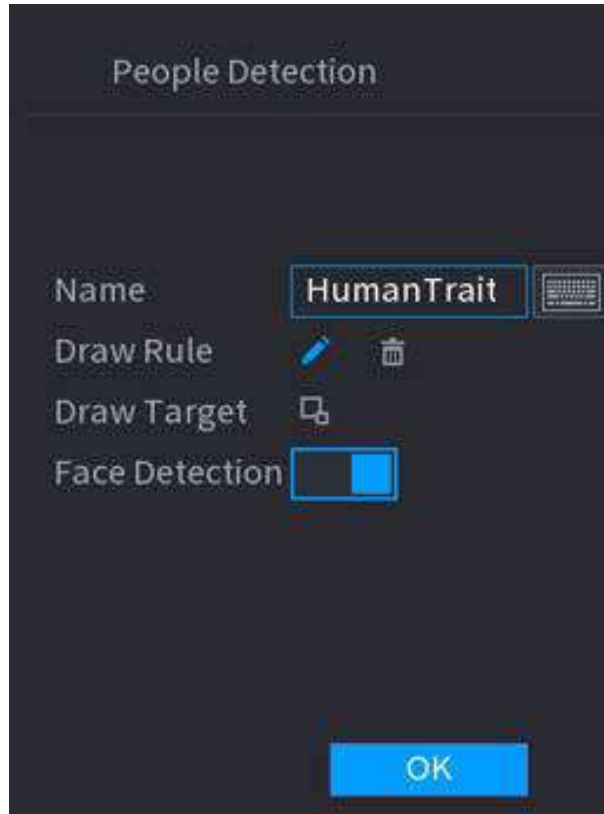 People Detection
Name HumanTrait
Draw Rule
Draw Target
Face Detection
OK